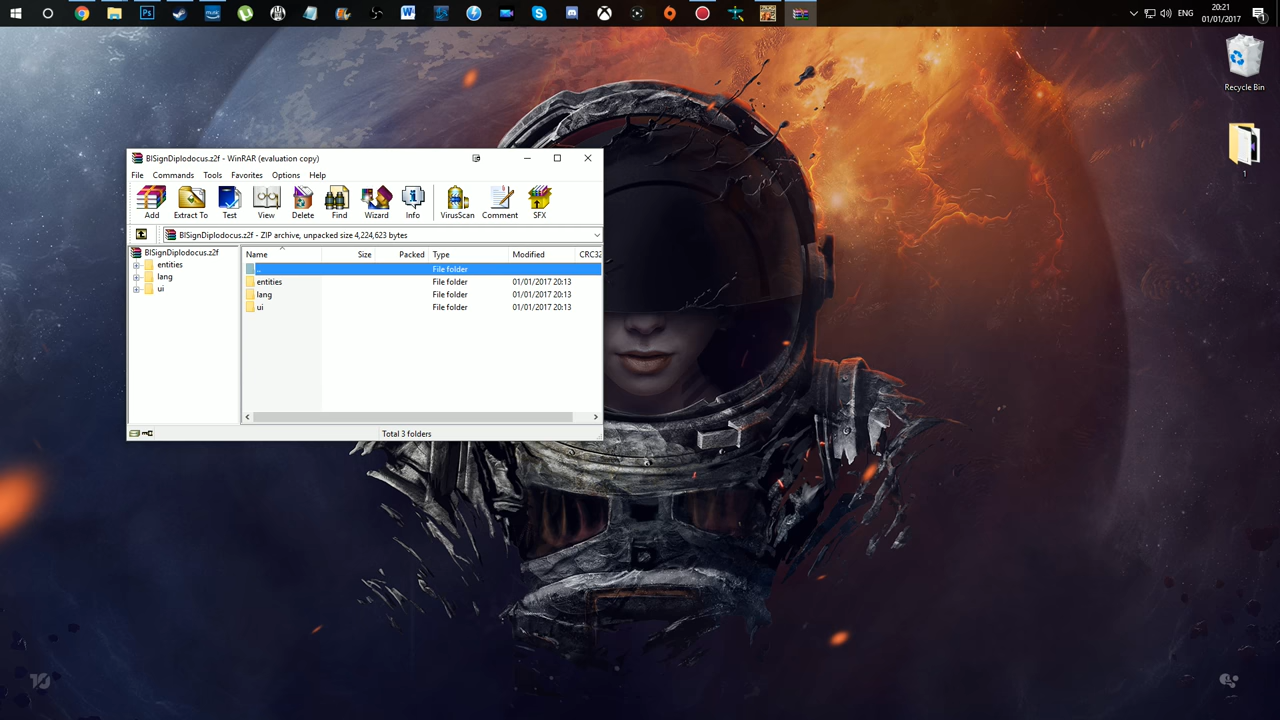 20:21
ENG
01/01/2017
Recycle Bin
1
BISignDiplodocus.z2f - WinRAR (evaluation copy)
File Commands Tools Favorites Options Help
Add Extract To Test View Delete Find Wizard Info VirusScan Comment SFX
BISignDiplodocus.z2f - ZIP archive, unpacked size 4,224,623 bytes
BISignDiplodocus.z2f
entities
lang
ui
Name Size Packed Type Modified CRC32
.. File folder
entities File folder 01/01/2017 20:13
lang File folder 01/01/2017 20:13
ui File folder 01/01/2017 20:13
Total 3 folders